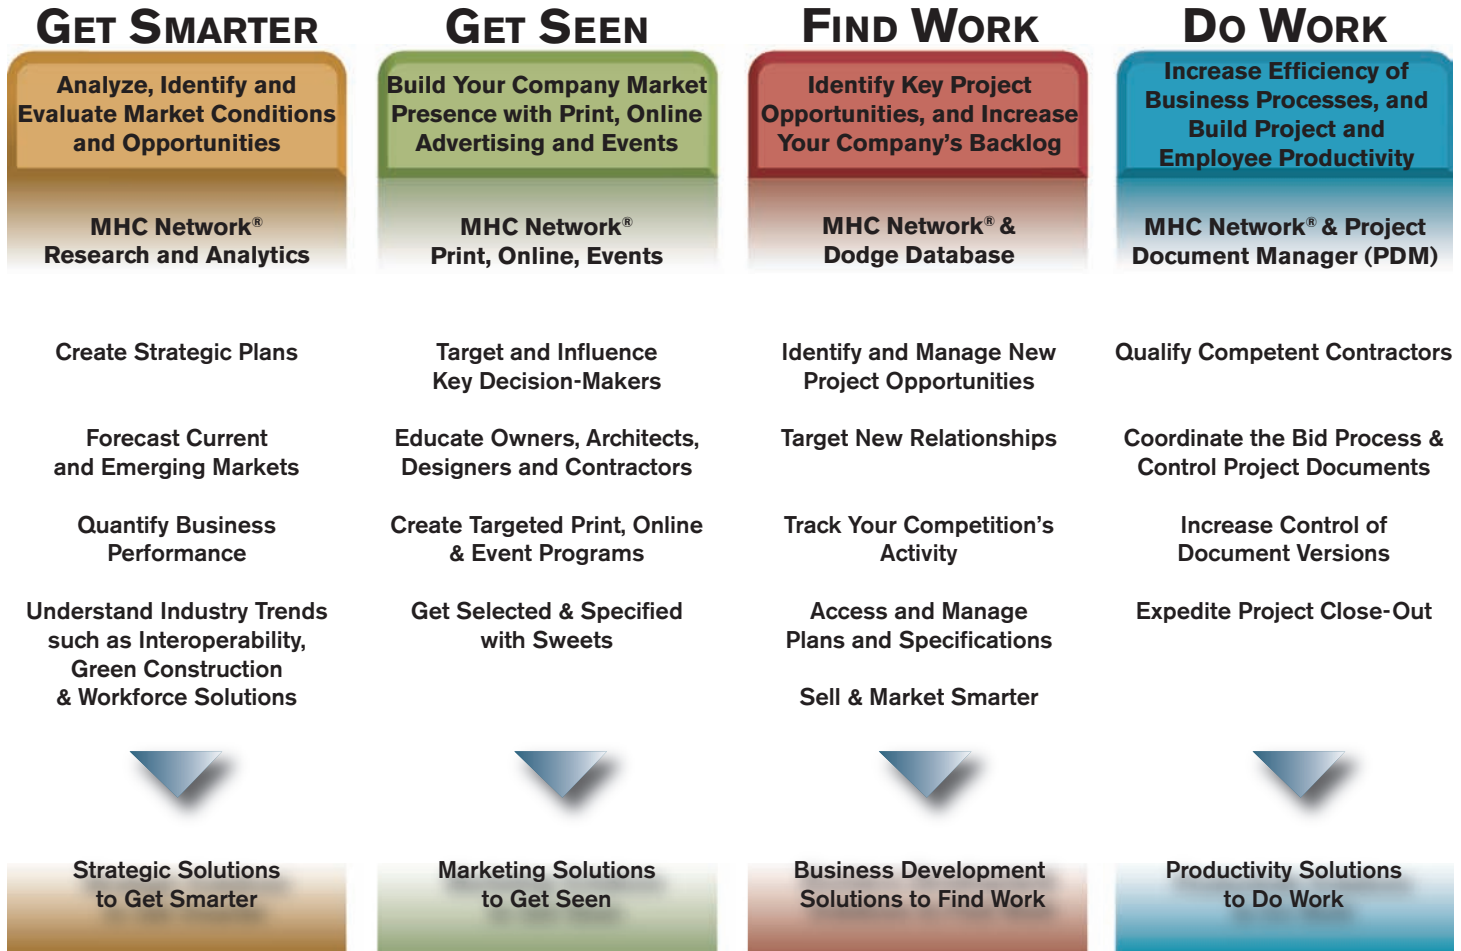 GET SMARTER
Analyze, Identify and
Evaluate Market Conditions
and Opportunities
MHC Network®
Research and Analytics
Create Strategic Plans
Forecast Current
and Emerging Markets
Quantify Business
Performance
Understand Industry Trends
such as Interoperability,
Green Construction
& Workforce Solutions
Strategic Solutions
to Get Smarter
GET SEEN
Build Your Company Market
Presence with Print, Online
Advertising and Events
MHC Network®
Print, Online, Events
Target and Influence
Key Decision-Makers
Educate Owners, Architects,
Designers and Contractors
Create Targeted Print, Online
& Event Programs
Get Selected & Specified
with Sweets
Marketing Solutions
to Get Seen
FIND WORK
Identify Key Project
Opportunities, and Increase
Your Company’s Backlog
MHC Network® &
Dodge Database
Identify and Manage New
Project Opportunities
Target New Relationships
Track Your Competition’s
Activity
Access and Manage
Plans and Specifications
Sell & Market Smarter
Business Development
Solutions to Find Work
DO WORK
Increase Efficiency of
Business Processes, and
Build Project and
Employee Productivity
MHC Network® & Project
Document Manager (PDM)
Qualify Competent Contractors
Coordinate the Bid Process &
Control Project Documents
Increase Control of
Document Versions
Expedite Project Close-Out
Productivity Solutions
to Do Work